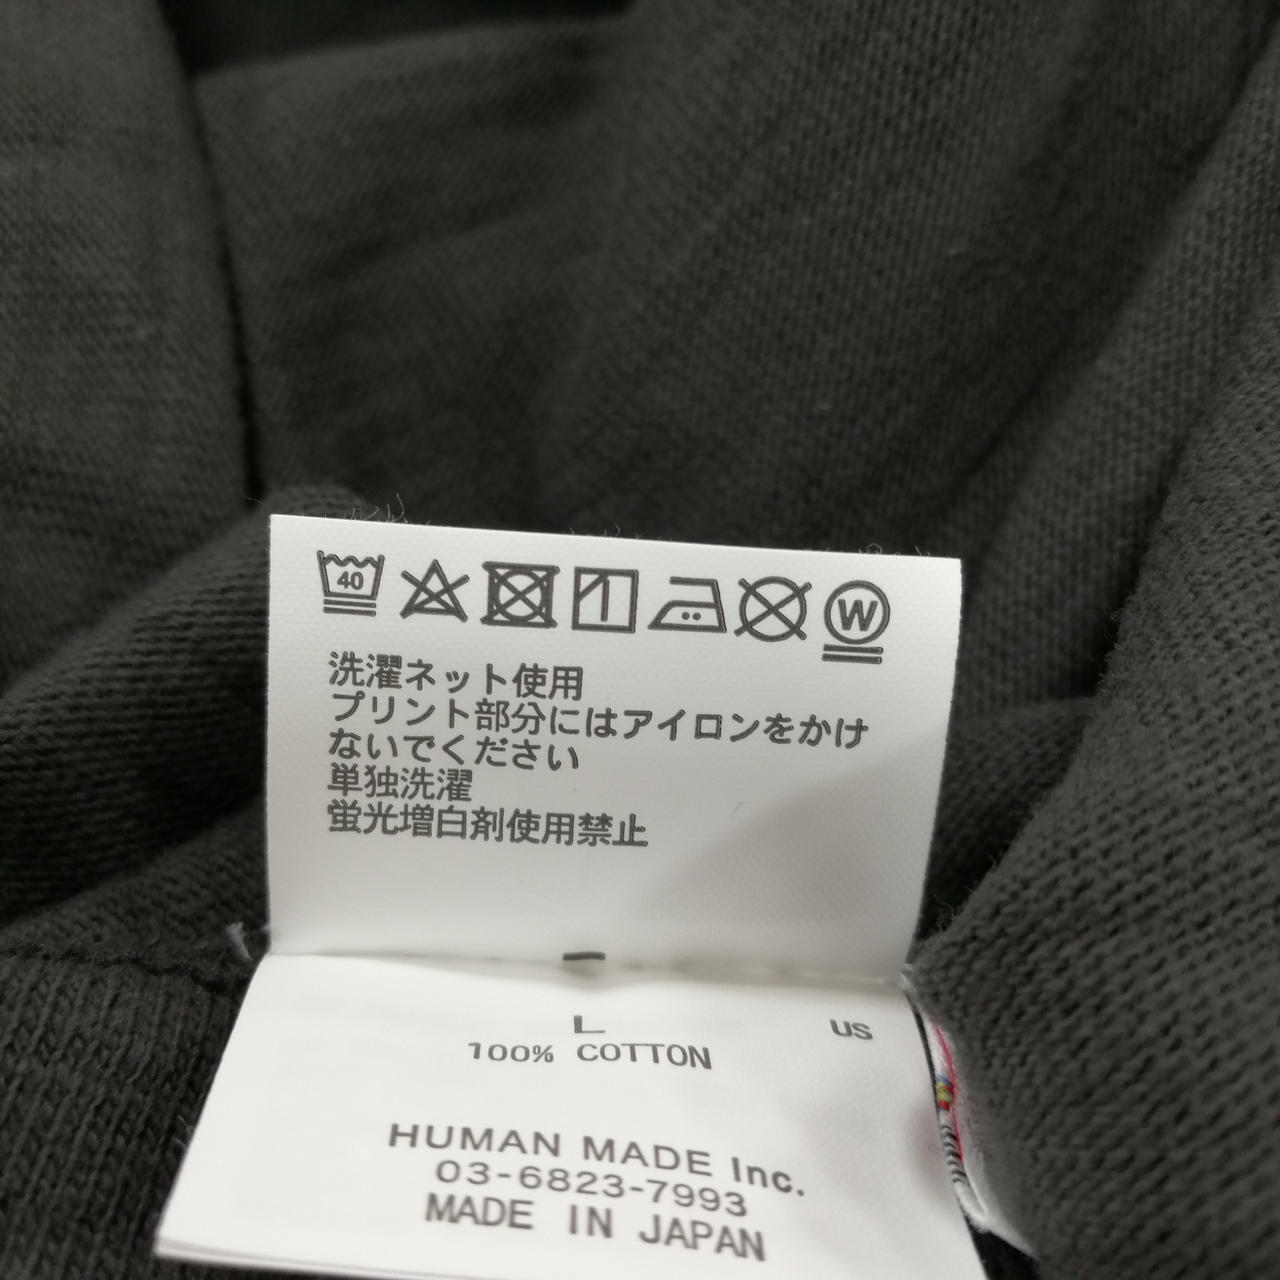 40
W
洗濯ネット使用
プリント部分にはアイロンをかけ
ないでください
単独洗濯
蛍光増白剤使用禁止
L
US
100% COTTON
HUMAN MADE Inc.
03-6823-7993
MADE IN JAPAN